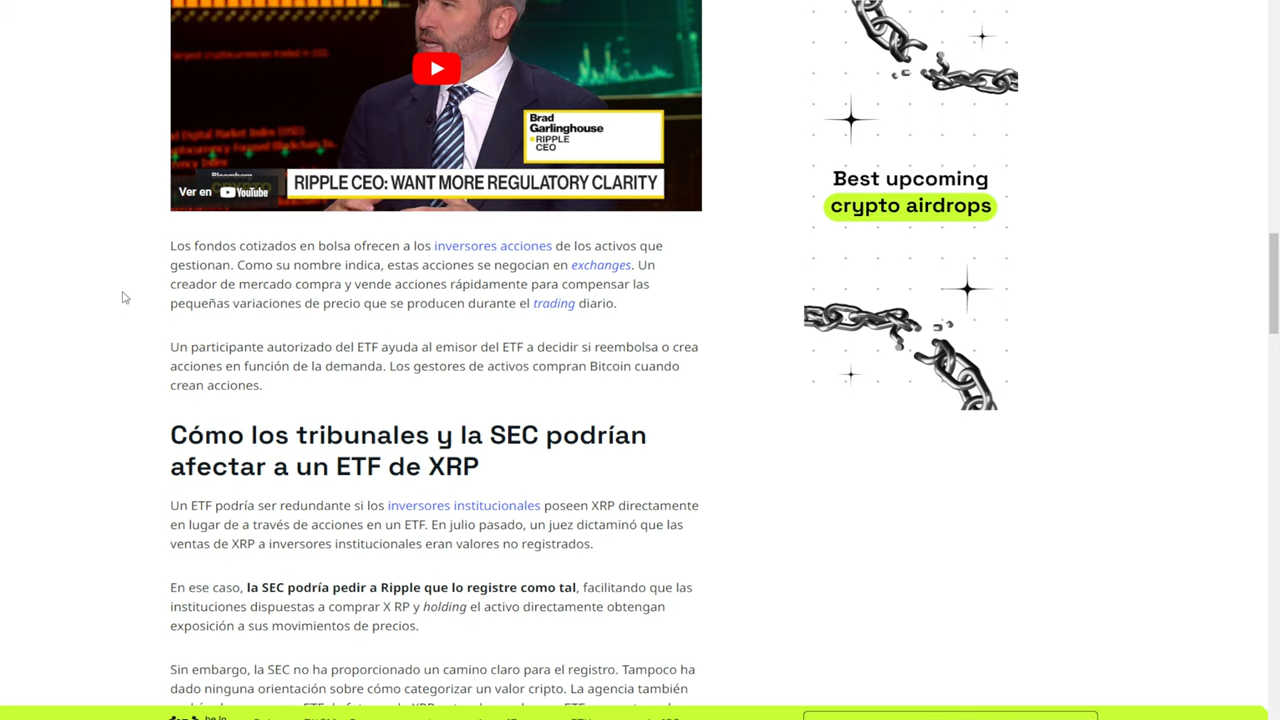 Brad
Garlinghouse
RIPPLE
CEO
Bloomberg
CRYPTO
Ver en YouTube
RIPPLE CEO: WANT MORE REGULATORY CLARITY
Best upcoming
crypto airdrops
Los fondos cotizados en bolsa ofrecen a los inversores acciones de los activos que
gestionan. Como su nombre indica, estas acciones se negocian en exchanges. Un
creador de mercado compra y vende acciones rápidamente para compensar las
pequeñas variaciones de precio que se producen durante el trading diario.
Un participante autorizado del ETF ayuda al emisor del ETF a decidir si reembolsa o crea
acciones en función de la demanda. Los gestores de activos compran Bitcoin cuando
crean acciones.
Cómo los tribunales y la SEC podrían
afectar a un ETF de XRP
Un ETF podría ser redundante si los inversores institucionales poseen XRP directamente
en lugar de a través de acciones en un ETF. En julio pasado, un juez dictaminó que las
ventas de XRP a inversores institucionales eran valores no registrados.
En ese caso, la SEC podría pedir a Ripple que lo registre como tal, facilitando que las
instituciones dispuestas a comprar X RP y holding el activo directamente obtengan
exposición a sus movimientos de precios.
Sin embargo, la SEC no ha proporcionado un camino claro para el registro. Tampoco ha
dado ninguna orientación sobre cómo categorizar un valor cripto. La agencia también